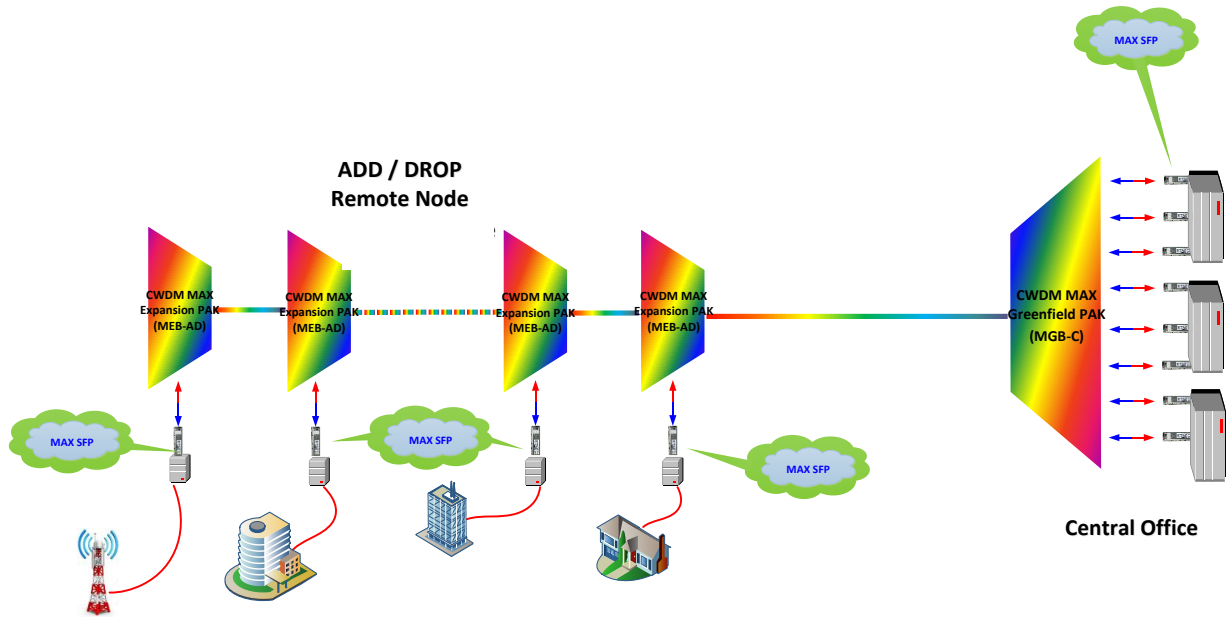 MAX SFP
ADD / DROP
Remote Node
CWDM MAX
Expansion PAK
(MEB-AD)
CWDM MAX
Expansion PAK
(MEB-AD)
CWDM MAX
Expansion PAK
(MEB-AD)
CWDM MAX
Expansion PAK
(MEB-AD)
CWDM MAX
Greenfield PAK
(MGB-C)
MAX SFP
MAX SFP
MAX SFP
Central Office